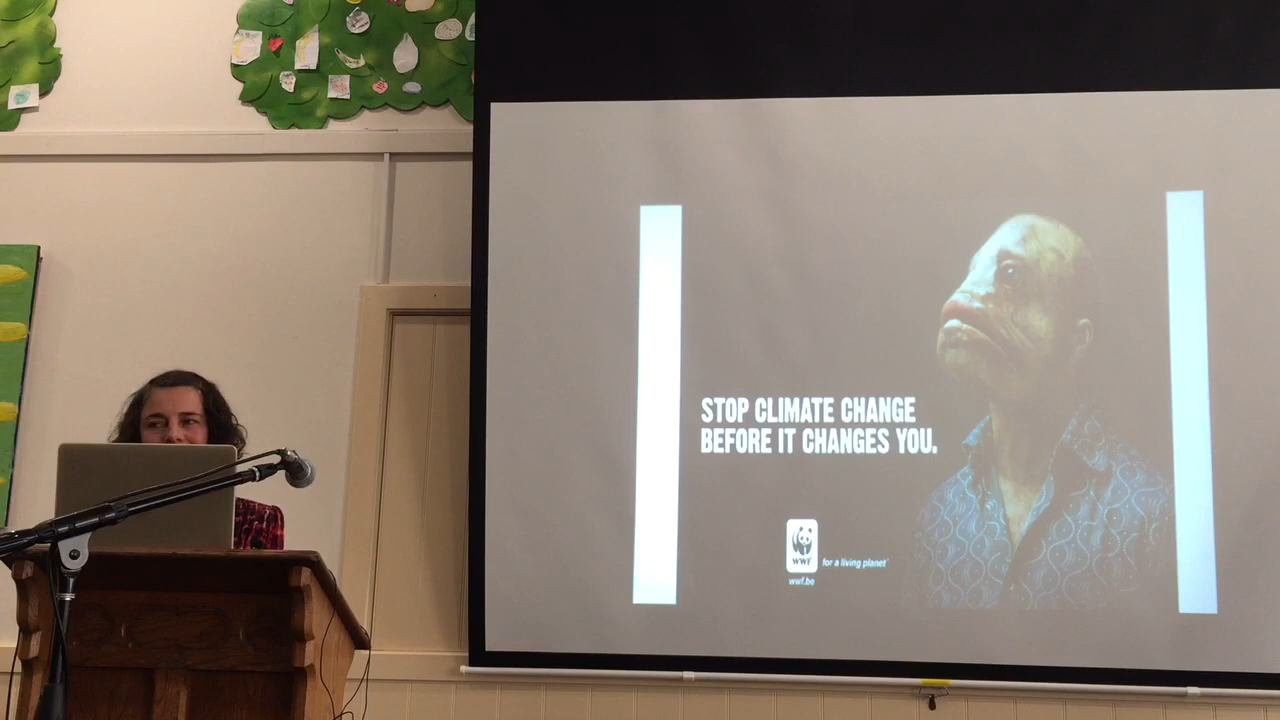 STOP CLIMATE CHANGE
BEFORE IT CHANGES YOU.
WWF
for a living planet
wwf.be